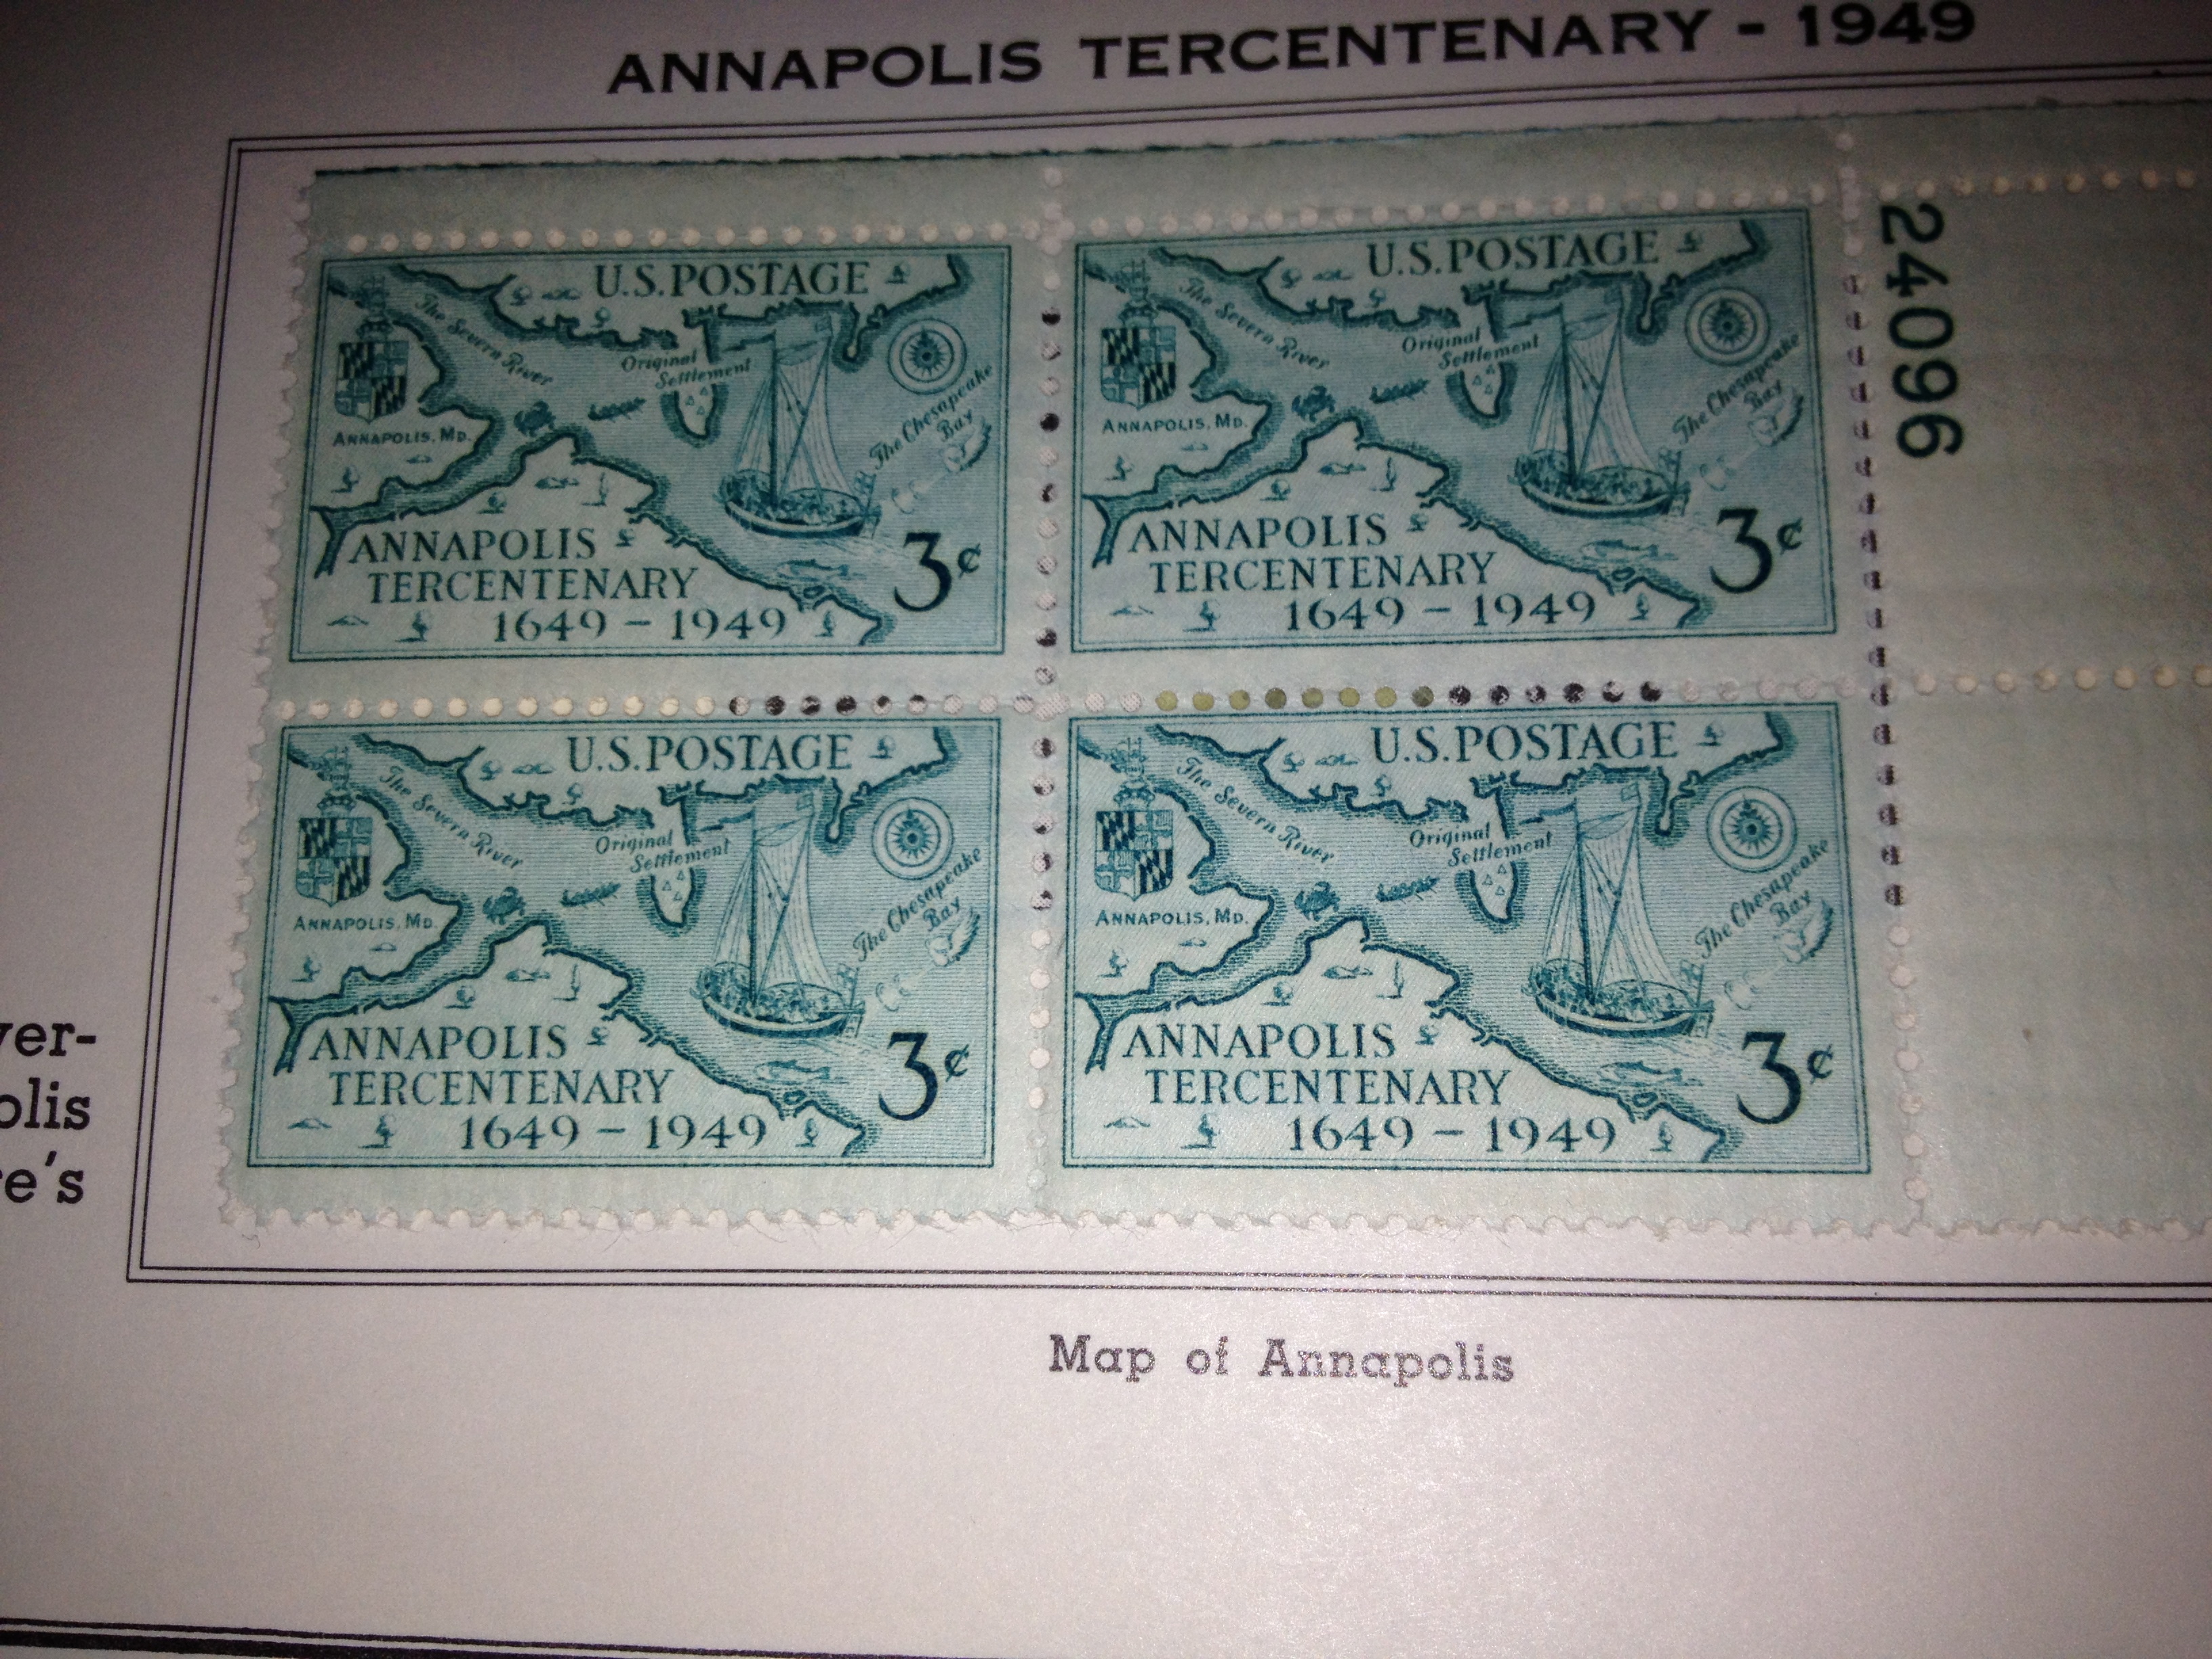 ANNAPOLIS TERCENTENARY - 1949
U.S.POSTAGE
The Severn River
Original
Settlement
The Chesapeake
Bay
ANNAPOLIS, MD.
3¢
ANNAPOLIS
TERCENTENARY
1649 – 1949
U.S.POSTAGE
The Severn River
Original
Settlement
The Chesapeake
Bay
ANNAPOLIS, MD.
3¢
ANNAPOLIS
TERCENTENARY
1649 – 1949
24096
U.S.POSTAGE
The Severn River
Original
Settlement
The Chesapeake
Bay
ANNAPOLIS, MD.
3¢
ANNAPOLIS
TERCENTENARY
1649 – 1949
U.S.POSTAGE
The Severn River
Original
Settlement
The Chesapeake
Bay
ANNAPOLIS, MD.
3¢
ANNAPOLIS
TERCENTENARY
1649 – 1949
ver-
olis
re's
Map of Annapolis